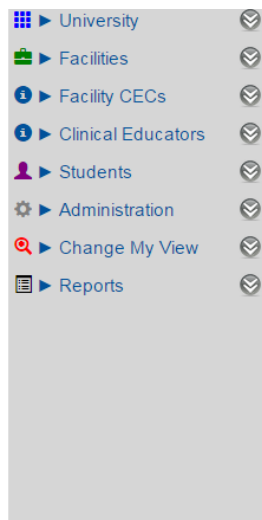 University
Facilities
Facility CECs
Clinical Educators
Students
Administration
Change My View
Reports